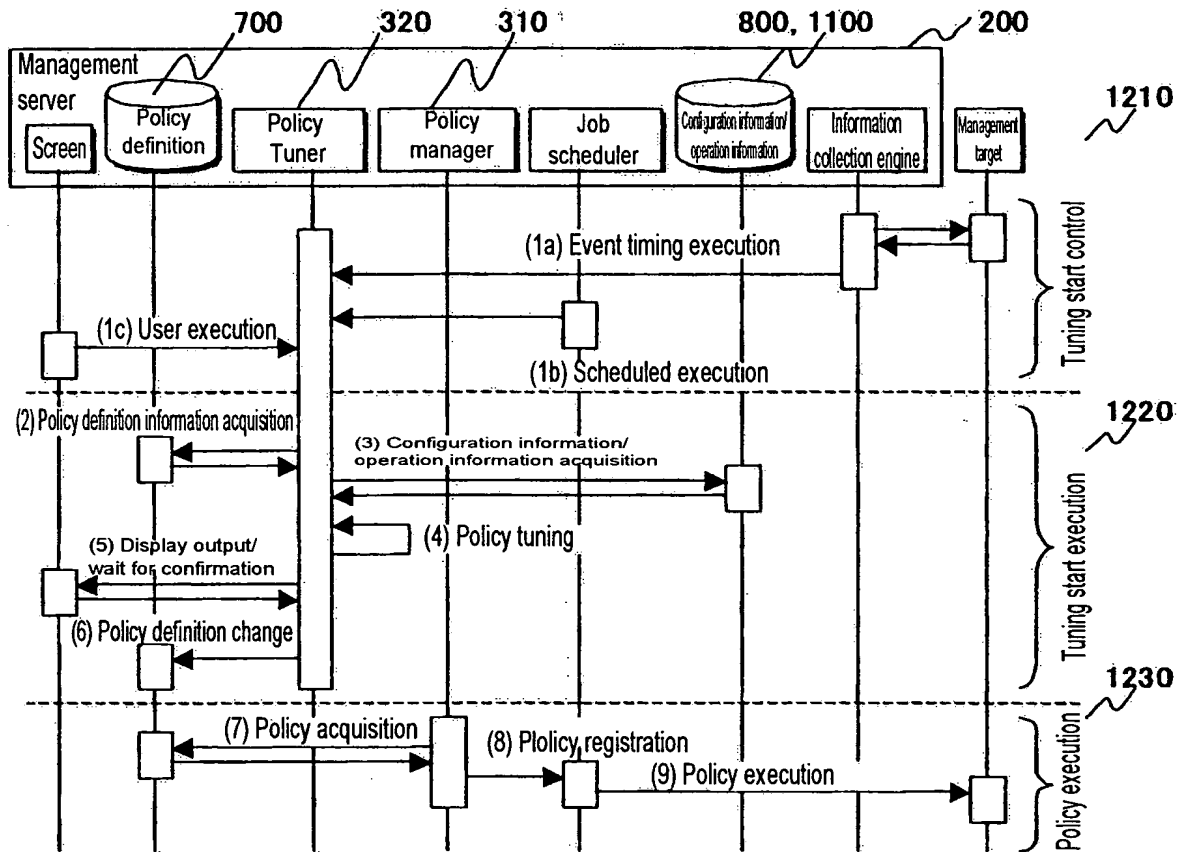 700
320
310
800, 1100
200
Management
server
Screen
Policy
definition
Policy
Tuner
Policy
manager
Job
scheduler
Configuration information/
operation information
Information
collection engine
Management
target
1210
(1a) Event timing execution
(1c) User execution
(1b) Scheduled execution
Tuning start control
1220
(2) Policy definition information acquisition
(3) Configuration information/
operation information acquisition
(4) Policy tuning
(5) Display output/
wait for confirmation
(6) Policy definition change
Tuning start execution
1230
(7) Policy acquisition
(8) Plolicy registration
(9) Policy execution
Policy execution